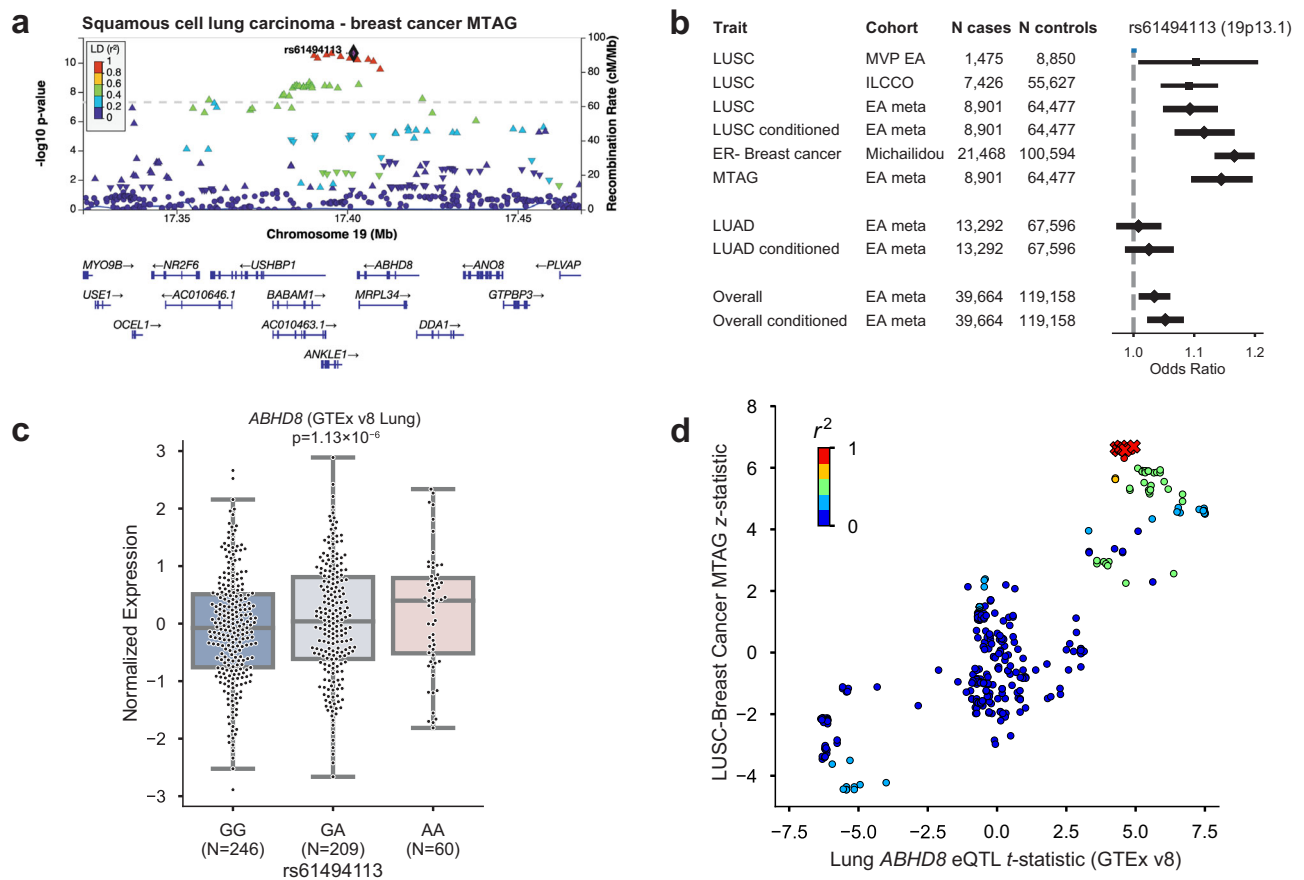 a
Squamous cell lung carcinoma - breast cancer MTAG
rs61494113
LD (r²)
1
0.8
0.6
0.4
0.2
0
-log10 p-value
10
8
6
4
2
0
100
80
60
40
20
0
Recombination Rate (cM/Mb)
17.35 17.40 17.45
Chromosome 19 (Mb)
MYO9B→ ←NR2F6 ←USHBP1 ←ABHD8 ←ANO8 ←PLVAP
USE1→ ←AC010646.1 BABAM1→ MRPL34→ GTPBP3→
OCEL1→ AC010463.1→ DDA1→
ANKLE1→
b
Trait Cohort N cases N controls rs61494113 (19p13.1)
LUSC MVP EA 1,475 8,850
LUSC ILCCO 7,426 55,627
LUSC EA meta 8,901 64,477
LUSC conditioned EA meta 8,901 64,477
ER- Breast cancer Michailidou 21,468 100,594
MTAG EA meta 8,901 64,477
LUAD EA meta 13,292 67,596
LUAD conditioned EA meta 13,292 67,596
Overall EA meta 39,664 119,158
Overall conditioned EA meta 39,664 119,158
1.0 1.1 1.2
Odds Ratio
c
ABHD8 (GTEx v8 Lung)
p=1.13×10⁻⁶
Normalized Expression
3
2
1
0
−1
−2
−3
GG GA AA
(N=246) (N=209) (N=60)
rs61494113
d
r²
1
0
LUSC-Breast Cancer MTAG z-statistic
8
6
4
2
0
−2
−4
−7.5 −5.0 −2.5 0.0 2.5 5.0 7.5
Lung ABHD8 eQTL t-statistic (GTEx v8)